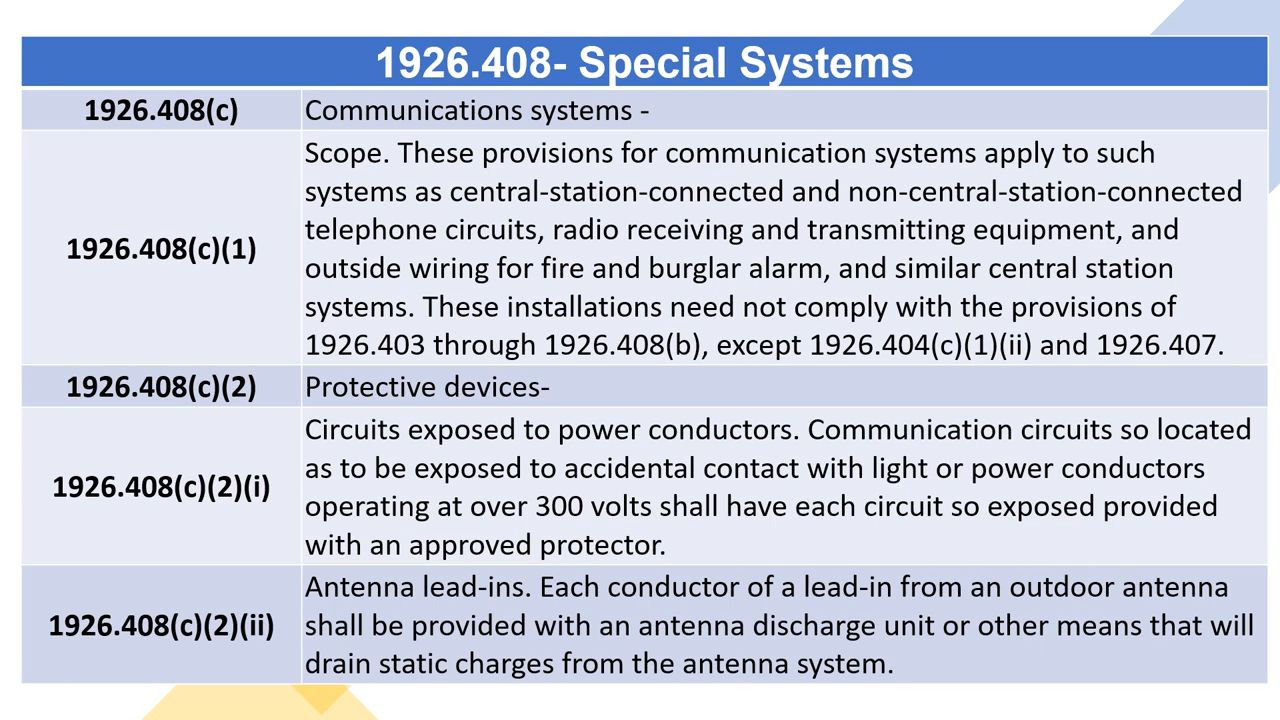 1926.408- Special Systems
1926.408(c)
Communications systems -
1926.408(c)(1)
Scope. These provisions for communication systems apply to such
systems as central-station-connected and non-central-station-connected
telephone circuits, radio receiving and transmitting equipment, and
outside wiring for fire and burglar alarm, and similar central station
systems. These installations need not comply with the provisions of
1926.403 through 1926.408(b), except 1926.404(c)(1)(ii) and 1926.407.
1926.408(c)(2)
Protective devices-
1926.408(c)(2)(i)
Circuits exposed to power conductors. Communication circuits so located
as to be exposed to accidental contact with light or power conductors
operating at over 300 volts shall have each circuit so exposed provided
with an approved protector.
1926.408(c)(2)(ii)
Antenna lead-ins. Each conductor of a lead-in from an outdoor antenna
shall be provided with an antenna discharge unit or other means that will
drain static charges from the antenna system.